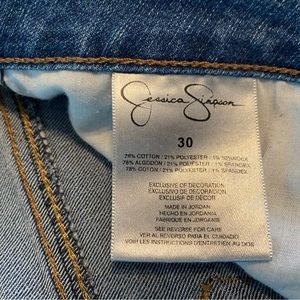 Jessica Simpson
30
78% COTTON / 21% POLYESTER / 1% SPANDEX
78% ALGODON / 21% POLIESTER / 1% SPANDEX
78% COTON / 21% POLYESTER / 1% SPANDEX
EXCLUSIVE OF DECORATION
EXCLUSIVO DE DECORACION
EXCLUSIF DE DÉCOR
MADE IN JORDAN
HECHO EN JORDANIA
FABRIQUE EN JORDANIE
SEE REVERSE FOR CARE
VER AL REVERSO PARA EL CUIDADO.
VOIR LES INSTRUCTIONS D'ENTRETIEN AU DOS